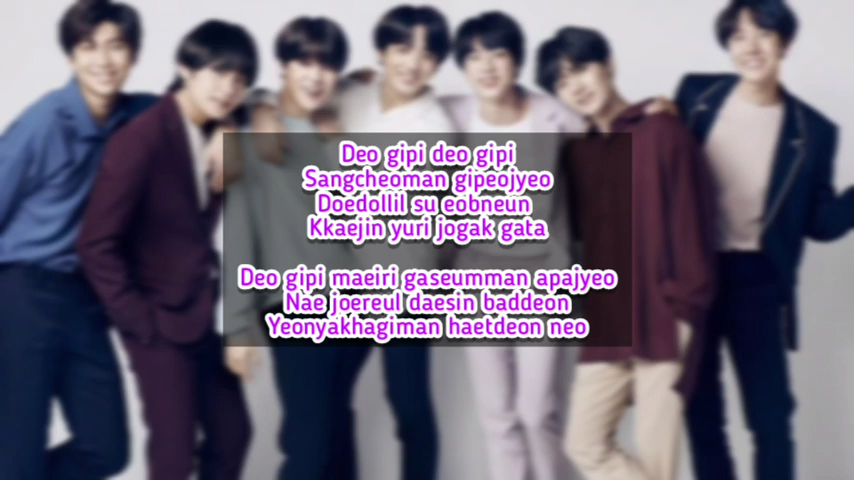 Deo gipi deo gipi
Sangcheoman gipeojyeo
Doedollil su eobneun
Kkaejin yuri jogak gata
Deo gipi maeiri gaseumman apajyeo
Nae joereul daesin baddeon
Yeonyakhagiman haetdeon neo